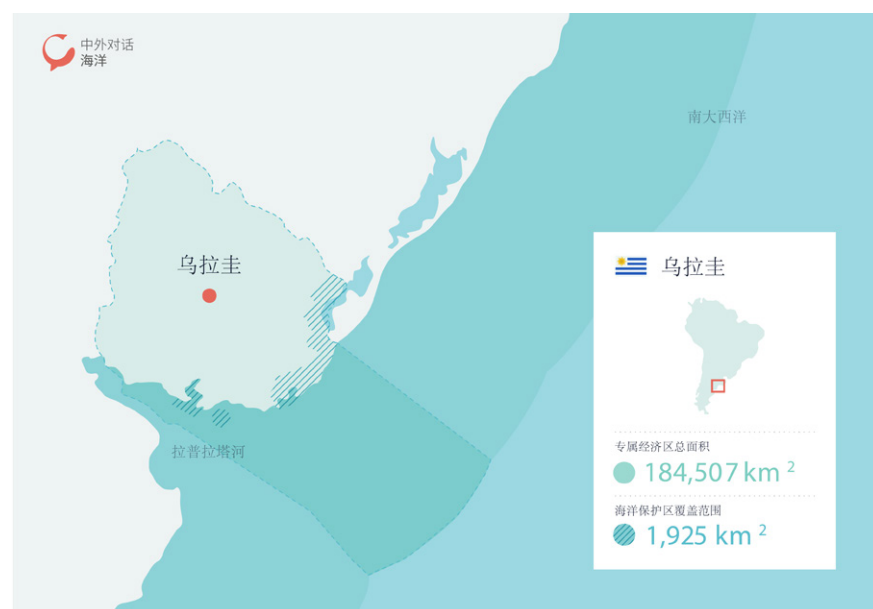 中外对话
海洋
南大西洋
乌拉圭
拉普拉塔河
乌拉圭
专属经济区总面积
184,507 km ²
海洋保护区覆盖范围
1,925 km ²